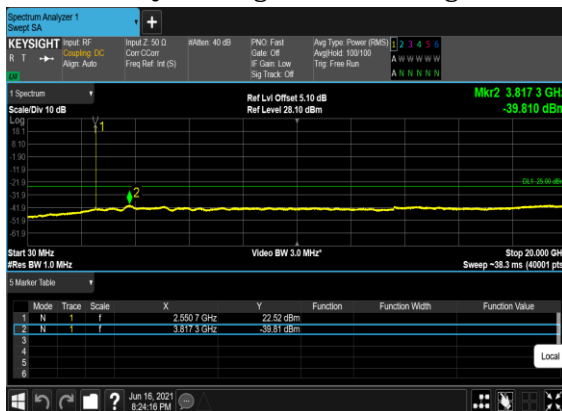 Spectrum Analyzer 1
Swept SA
KEYSIGHT Input: RF Input Z: 50 Ω #Atten: 40 dB PNO: Fast Avg Type: Power (RMS) 1 2 3 4 5 6
R T Coupling: DC Corr CCorr Gate: Off Avg|Hold: 100/100 A W W W W W
Align: Auto Freq Ref: Int (S) IF Gain: Low Trig: Free Run
LU Sig Track: Off A N N N N N
1 Spectrum Ref Lvl Offset 5.10 dB Mkr2 3.817 3 GHz
Scale/Div 10 dB Ref Level 28.10 dBm -39.810 dBm
Log
18.1 1
8.10
-1.90
-11.9
-21.9 DL1 -25.00 dBm
-31.9 2
-41.9
-51.9
-61.9
Start 30 MHz Video BW 3.0 MHz* Stop 20.000 GHz
#Res BW 1.0 MHz Sweep ~38.3 ms (40001 pts)
5 Marker Table
Mode Trace Scale X Y Function Function Width Function Value
1 N 1 f 2.550 7 GHz 22.52 dBm
2 N 1 f 3.817 3 GHz -39.81 dBm
3
4
5
6
Local
? Jun 16, 2021
8:24:16 PM